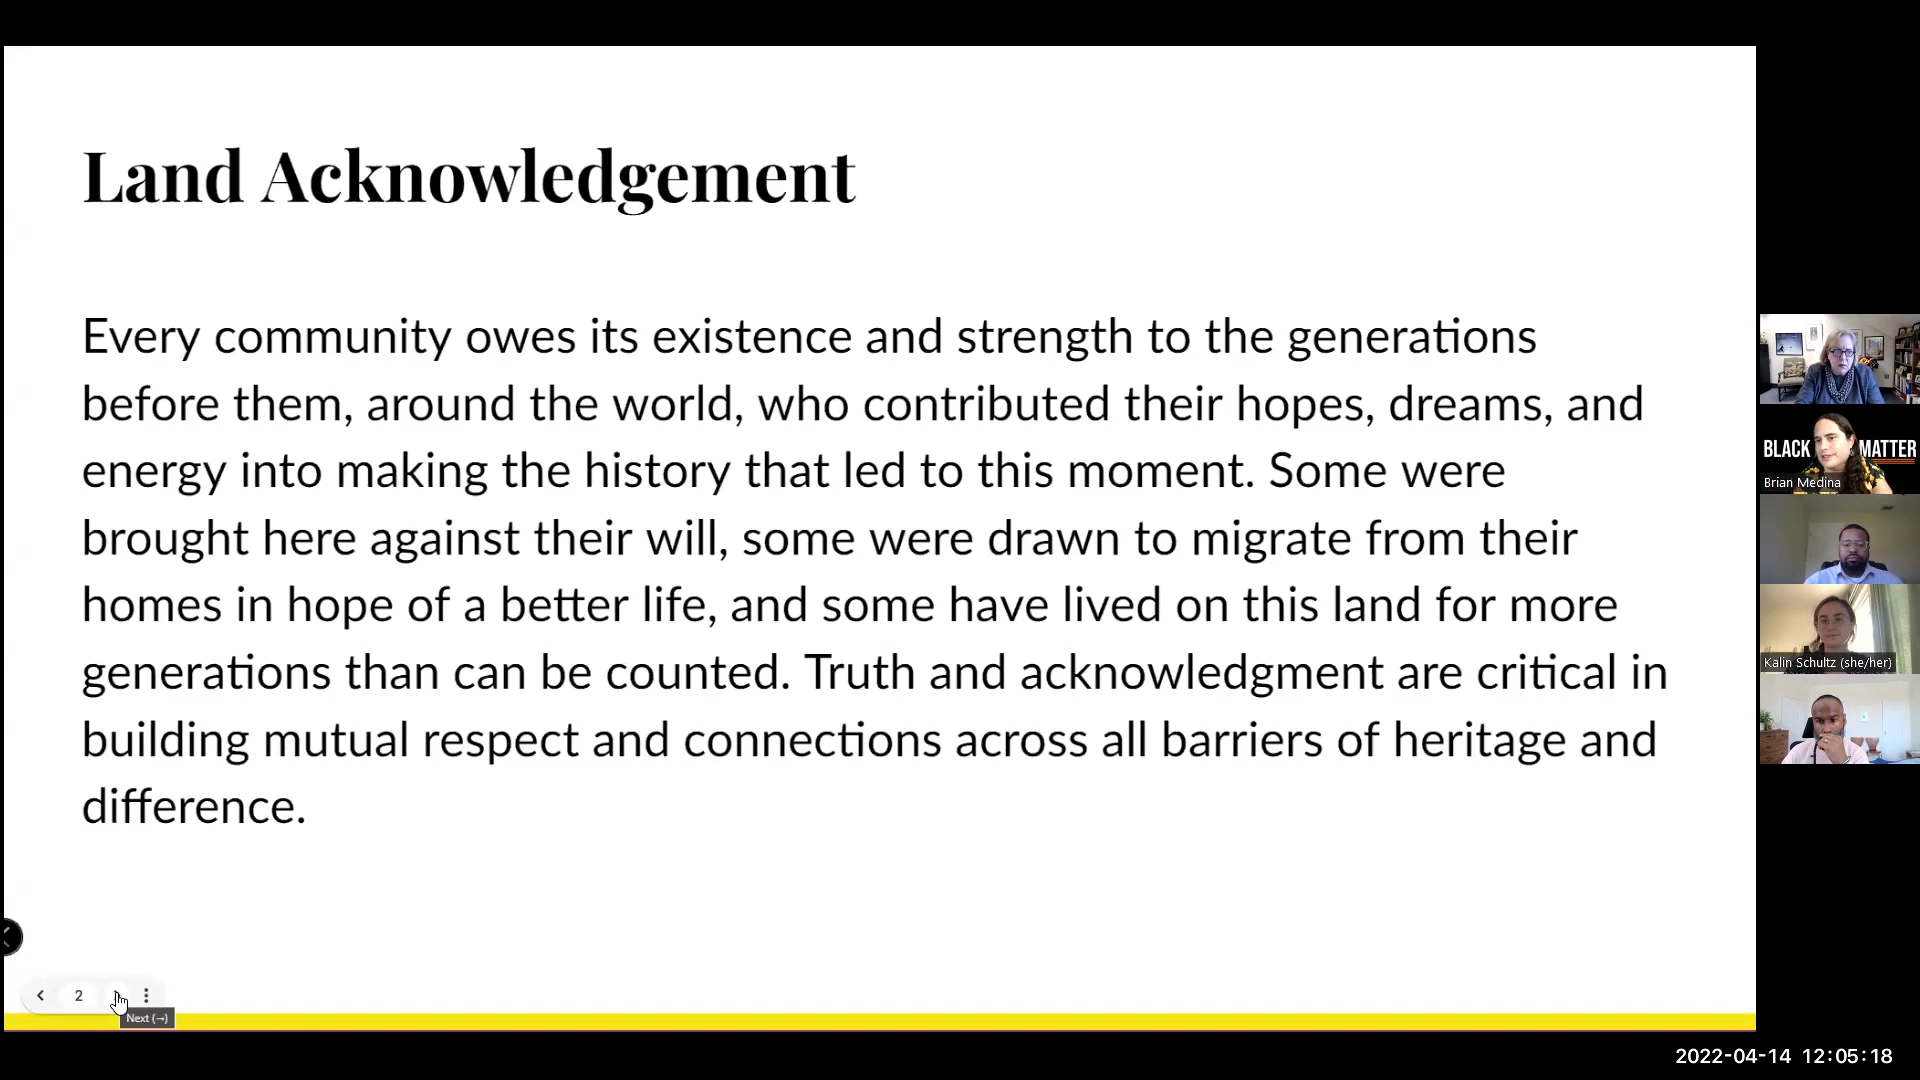 Land Acknowledgement
Every community owes its existence and strength to the generations
before them, around the world, who contributed their hopes, dreams, and
energy into making the history that led to this moment. Some were
brought here against their will, some were drawn to migrate from their
homes in hope of a better life, and some have lived on this land for more
generations than can be counted. Truth and acknowledgment are critical in
building mutual respect and connections across all barriers of heritage and
difference.
2
Next (→)
BLACK MATTER
Brian Medina
Kalin Schultz (she/her)
2022-04-14 12:05:18